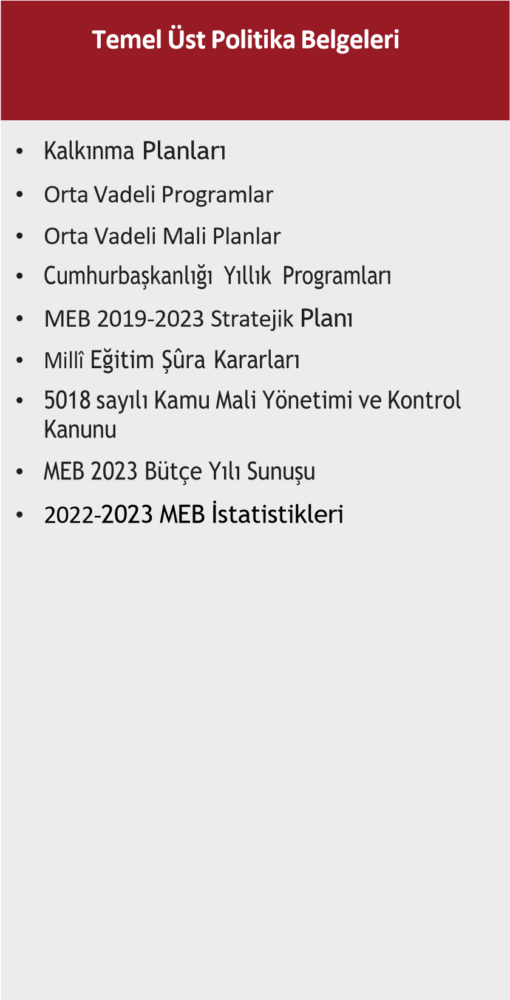 Temel Üst Politika Belgeleri
• Kalkınma Planları
• Orta Vadeli Programlar
• Orta Vadeli Mali Planlar
• Cumhurbaşkanlığı Yıllık Programları
• MEB 2019-2023 Stratejik Planı
• Millî Eğitim Şûra Kararları
• 5018 sayılı Kamu Mali Yönetimi ve Kontrol
Kanunu
• MEB 2023 Bütçe Yılı Sunuşu
• 2022-2023 MEB İstatistikleri